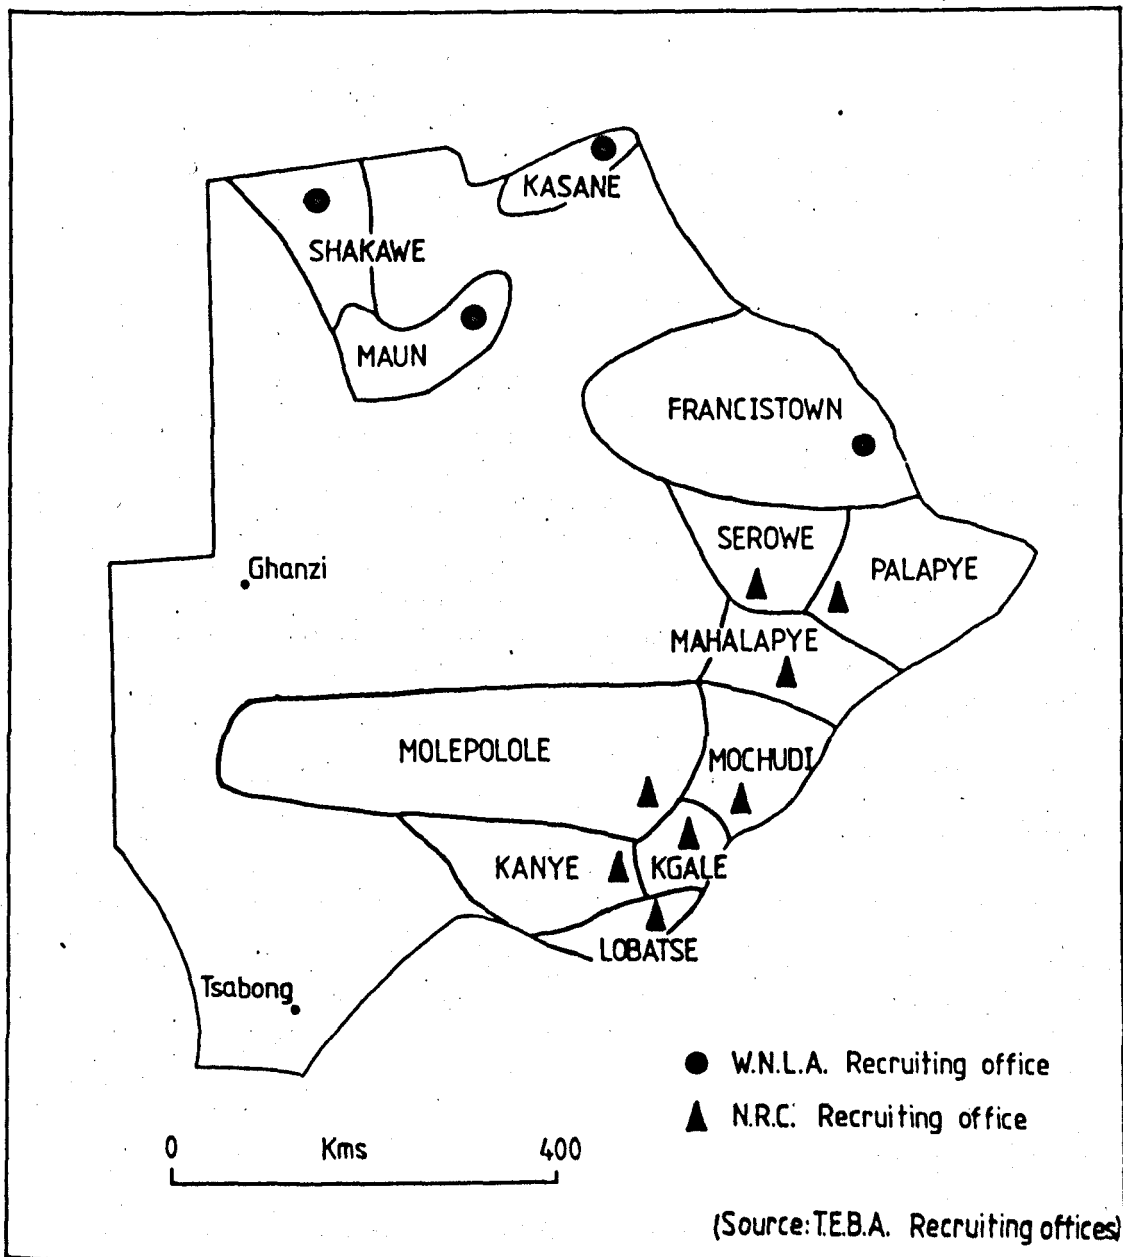 KASANE
SHAKAWE
MAUN
FRANCISTOWN
SEROWE
PALAPYE
Ghanzi
MAHALAPYE
MOLEPOLOLE
MOCHUDI
KANYE
KGALE
LOBATSE
Tsabong
W.N.L.A. Recruiting office
N.R.C. Recruiting office
0 Kms 400
(Source: T.E.B.A. Recruiting offices)